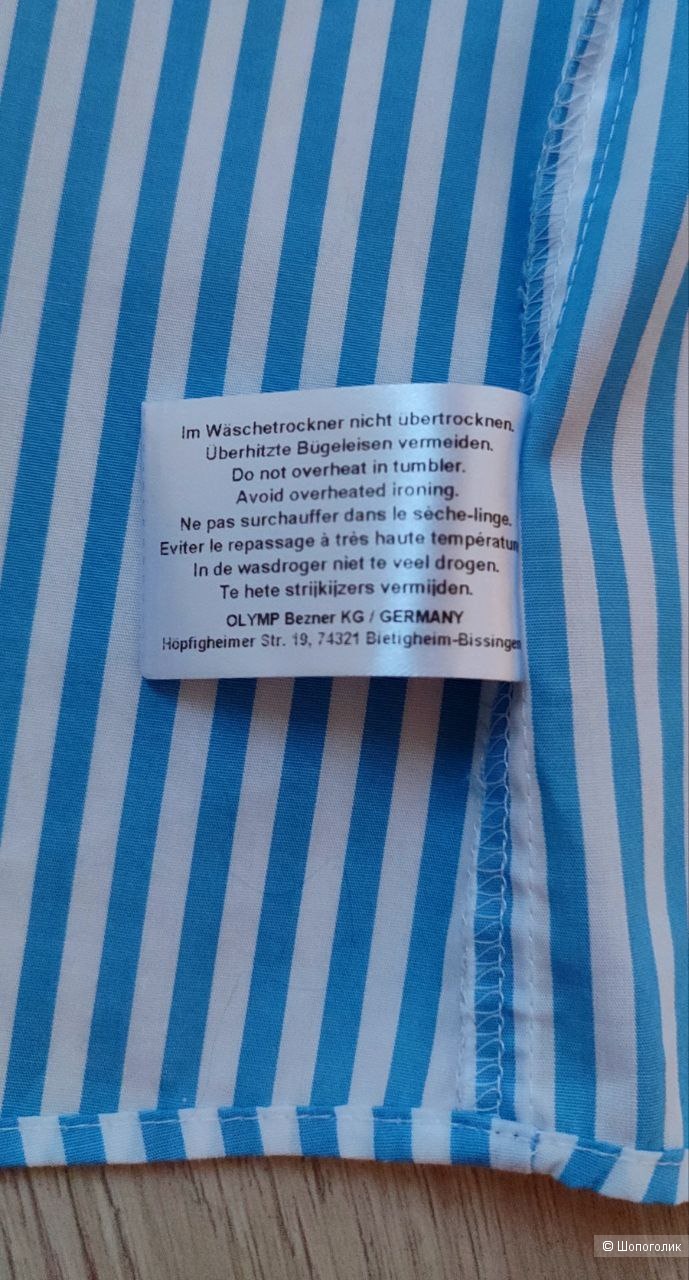 Im Wäschetrockner nicht übertrocknen.
Überhitzte Bügeleisen vermeiden.
Do not overheat in tumbler.
Avoid overheated ironing.
Ne pas surchauffer dans le sèche-linge.
Eviter le repassage à très haute températur
In de wasdroger niet te veel drogen.
Te hete strijkijzers vermijden.
OLYMP Bezner KG / GERMANY
Höpfigheimer Str. 19, 74321 Bietigheim-Bissingen
© Шопоголик